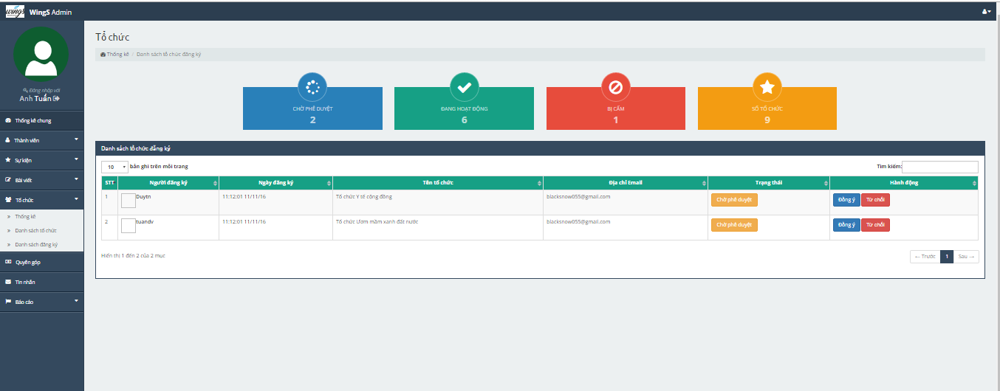 wings WingS Admin
Tổ chức
Thống kê / Danh sách tổ chức đăng ký
Đăng nhập với
Anh Tuấn
Thống kê chung
Thành viên
Sự kiện
Bài viết
Tổ chức
Thống kê
Danh sách tổ chức
Danh sách đăng ký
Quyên góp
Tin nhắn
Báo cáo
CHỜ PHÊ DUYỆT
2
ĐANG HOẠT ĐỘNG
6
BỊ CẤM
1
SỐ TỔ CHỨC
9
Danh sách tổ chức đăng ký
10 bản ghi trên mỗi trang Tìm kiếm:
STT Người đăng ký Ngày đăng ký Tên tổ chức Địa chỉ Email Trạng thái Hành động
1 Duytn 11:12:01 11/11/16 Tổ chức Y tế cộng đồng blacksnow055@gmail.com Chờ phê duyệt Đồng ý Từ chối
2 tuandv 11:12:01 11/11/16 Tổ chức Ươm mầm xanh đất nước blacksnow055@gmail.com Chờ phê duyệt Đồng ý Từ chối
Hiển thị 1 đến 2 của 2 mục ← Trước 1 Sau →